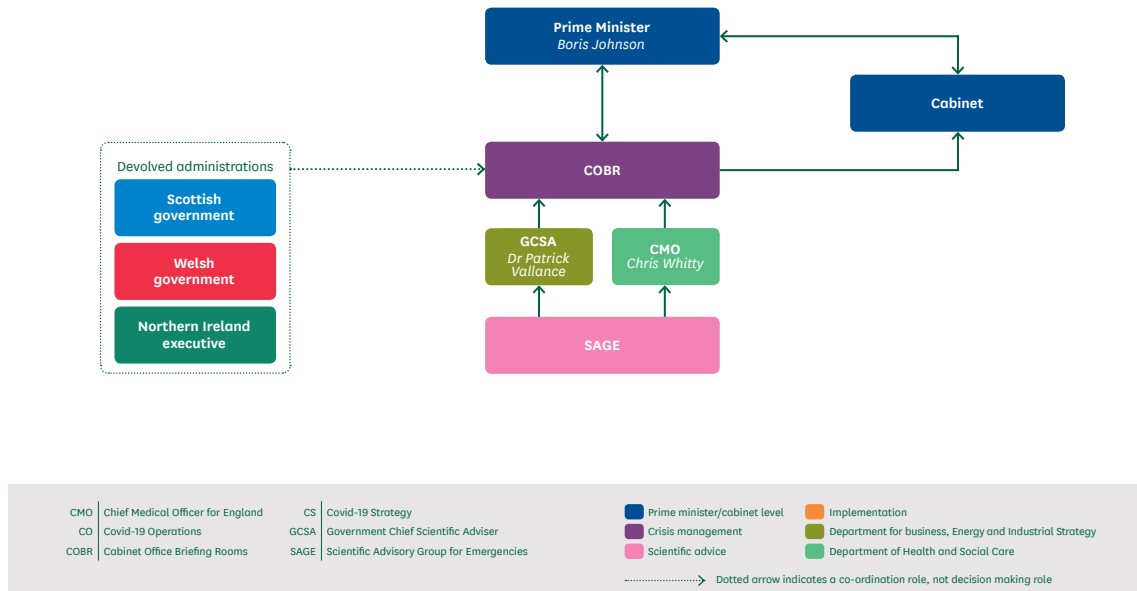 Prime Minister
Boris Johnson
Cabinet
Devolved administrations
COBR
Scottish
government
Welsh
government
Northern Ireland
executive
GCSA
Dr Patrick
Vallance
CMO
Chris Whitty
SAGE
CMO Chief Medical Officer for England
CO Covid-19 Operations
COBR Cabinet Office Briefing Rooms
CS Covid-19 Strategy
GCSA Government Chief Scientific Adviser
SAGE Scientific Advisory Group for Emergencies
Prime minister/cabinet level
Crisis management
Scientific advice
Implementation
Department for business, Energy and Industrial Strategy
Department of Health and Social Care
Dotted arrow indicates a co-ordination role, not decision making role